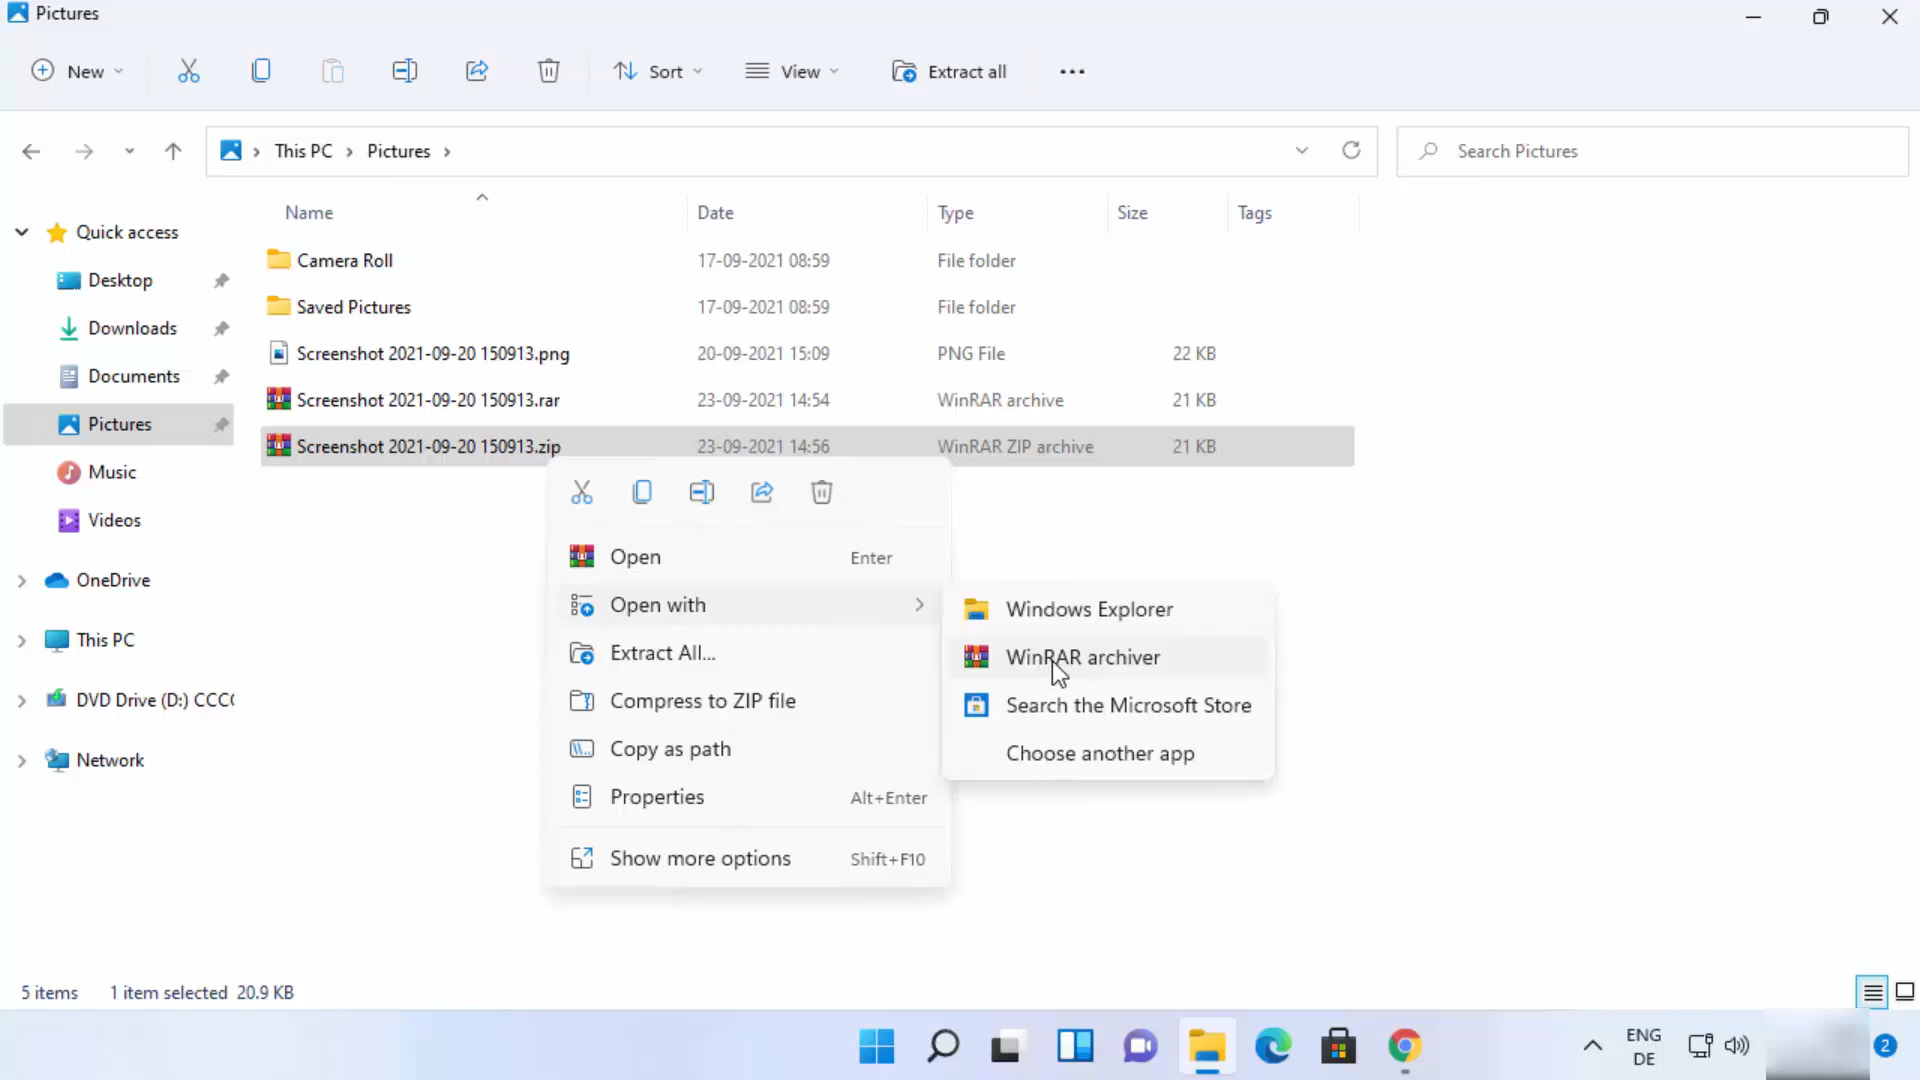 Pictures
New
Sort
View
Extract all
This PC
Pictures
Search Pictures
Name
Date
Type
Size
Tags
Quick access
Desktop
Downloads
Documents
Pictures
Music
Videos
OneDrive
This PC
DVD Drive (D:) CCC
Network
Camera Roll 17-09-2021 08:59 File folder
Saved Pictures 17-09-2021 08:59 File folder
Screenshot 2021-09-20 150913.png 20-09-2021 15:09 PNG File 22 KB
Screenshot 2021-09-20 150913.rar 23-09-2021 14:54 WinRAR archive 21 KB
Screenshot 2021-09-20 150913.zip 23-09-2021 14:56 WinRAR ZIP archive 21 KB
Open Enter
Open with
Extract All...
Compress to ZIP file
Copy as path
Properties Alt+Enter
Show more options Shift+F10
Windows Explorer
WinRAR archiver
Search the Microsoft Store
Choose another app
5 items 1 item selected 20.9 KB
ENG
DE
2